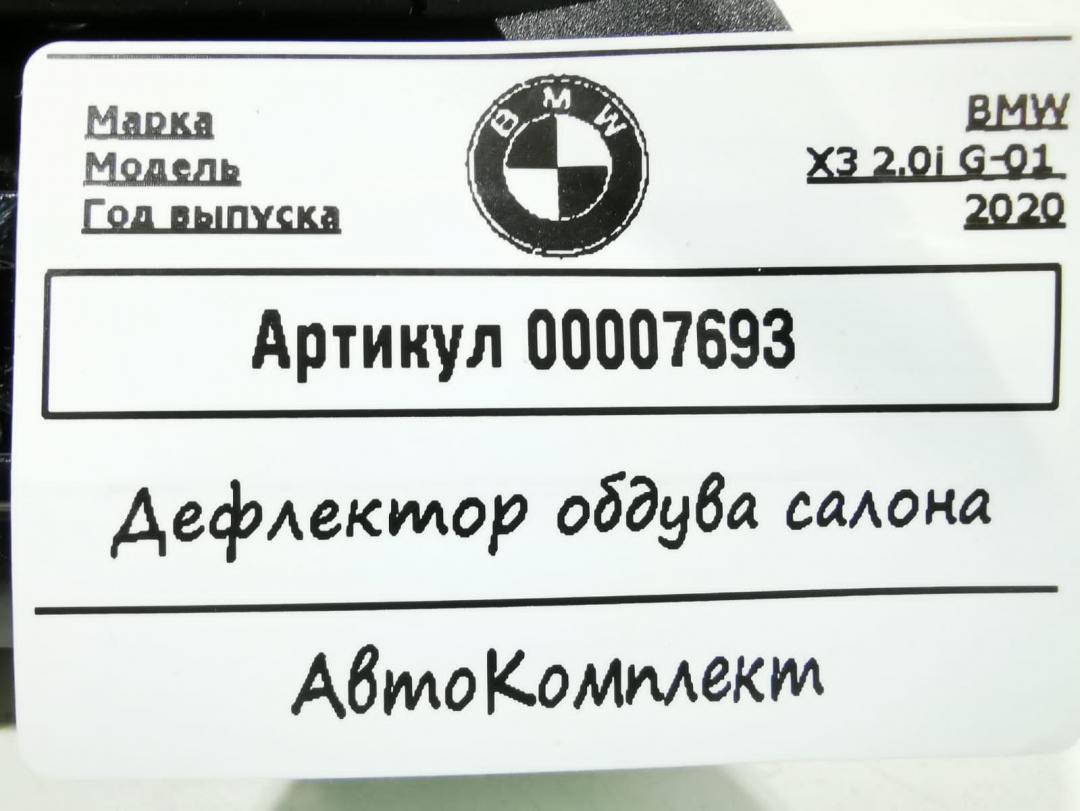 Марка BMW
Модель X3 2.0i G-01
Год выпуска 2020
BMW
Артикул 00007693
Дефлектор обдува салона
АвтоКомплект